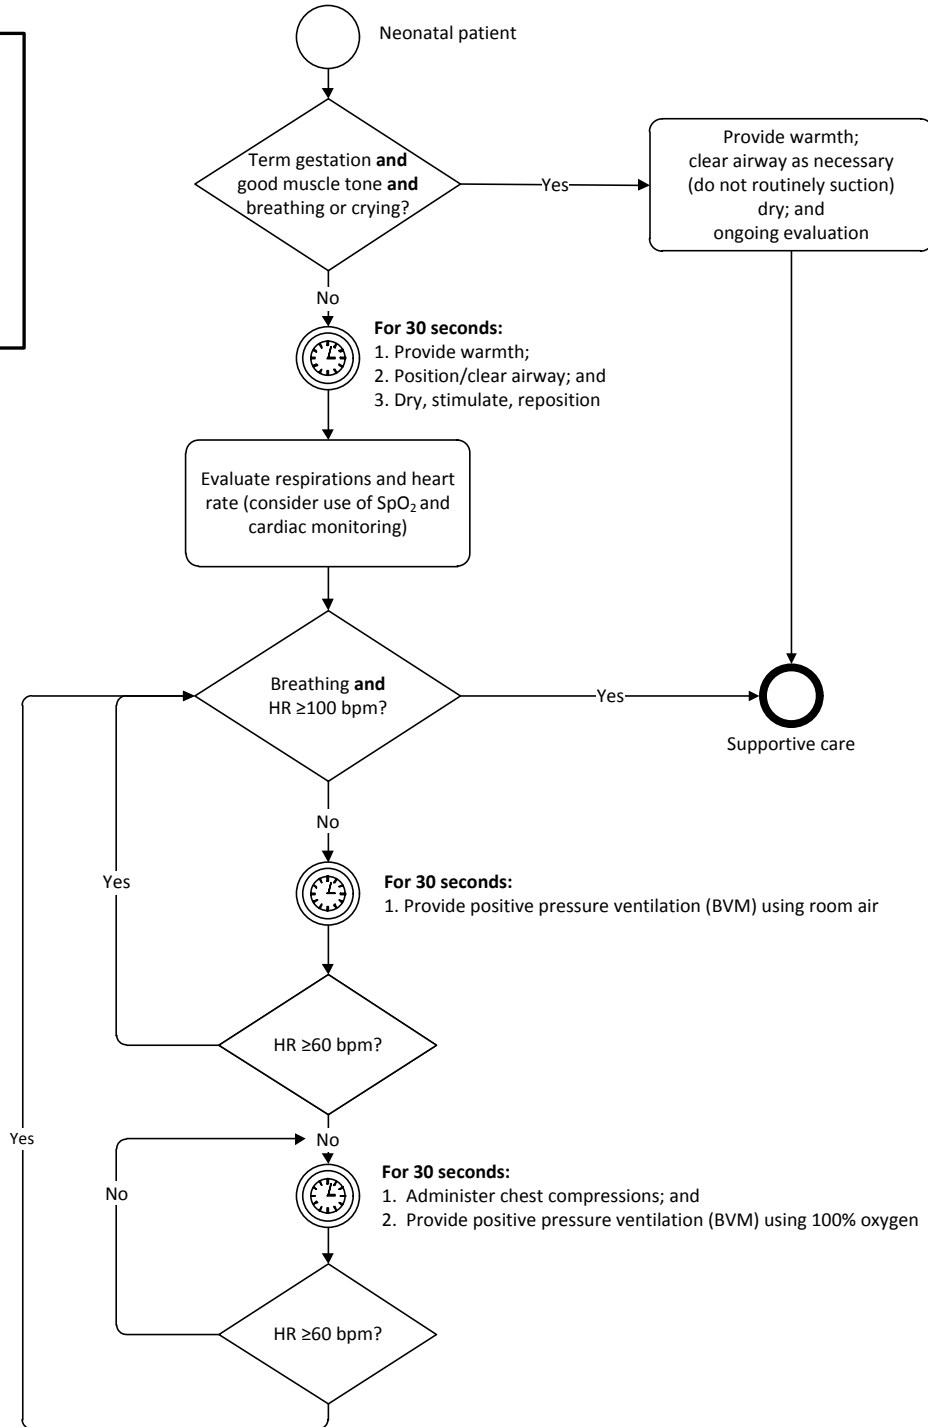 Neonatal patient
Term gestation and
good muscle tone and
breathing or crying?
Yes
Provide warmth;
clear airway as necessary
(do not routinely suction)
dry; and
ongoing evaluation
No
For 30 seconds:
1. Provide warmth;
2. Position/clear airway; and
3. Dry, stimulate, reposition
Evaluate respirations and heart
rate (consider use of SpO₂ and
cardiac monitoring)
Breathing and
HR ≥100 bpm?
Yes
Supportive care
No
Yes
For 30 seconds:
1. Provide positive pressure ventilation (BVM) using room air
HR ≥60 bpm?
Yes
No
No
For 30 seconds:
1. Administer chest compressions; and
2. Provide positive pressure ventilation (BVM) using 100% oxygen
HR ≥60 bpm?